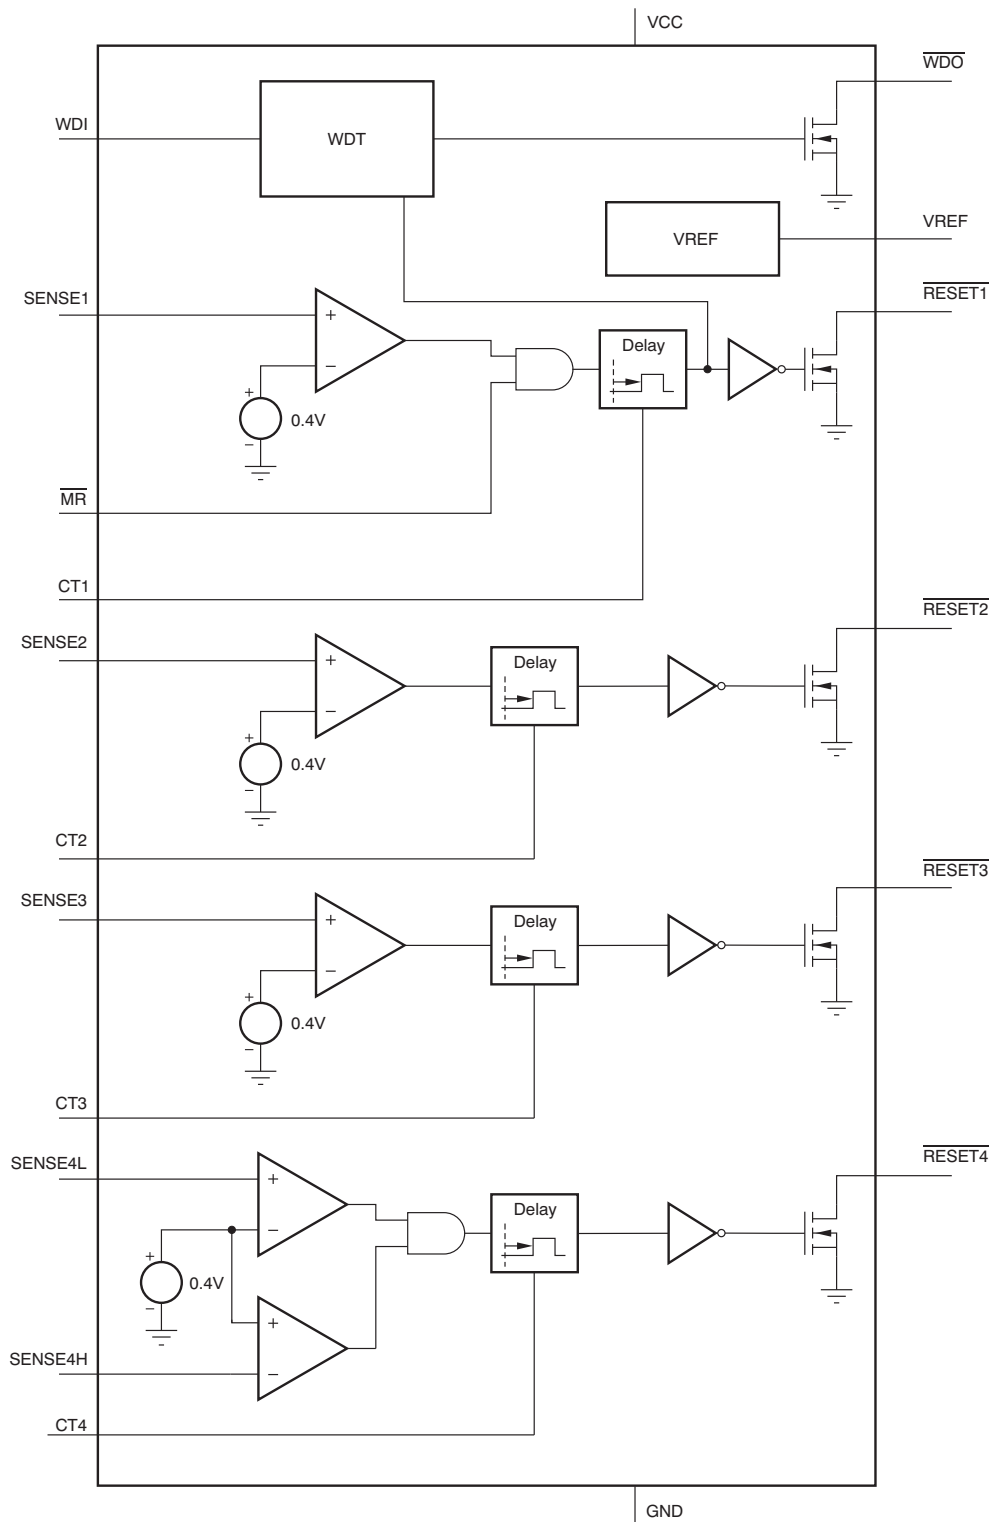 VCC
WDO
WDI
WDT
VREF
VREF
SENSE1
RESET1
+
Delay
−
+
0.4V
−
MR
CT1
RESET2
SENSE2
+
Delay
−
+
0.4V
−
CT2
RESET3
SENSE3
+
Delay
−
+
0.4V
−
CT3
RESET4
SENSE4L
+
Delay
−
+
0.4V
−
+
SENSE4H
−
CT4
GND